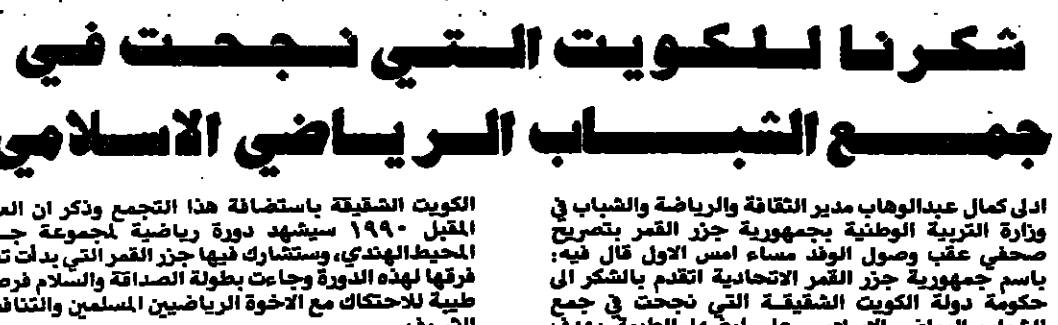 شكرنا للكويت التي نجحت في
جمع الشباب الرياضي الاسلامي
ادلى كمال عبدالوهاب مدير الثقافة والرياضة والشباب في
وزارة التربية الوطنية بجمهورية جزر القمر بتصريح
صحفي عقب وصول الوفد مساء امس الاول قال فيه:
باسم جمهورية جزر القمر الاتحادية اتقدم بالشكر الى
حكومة دولة الكويت الشقيقة التي نجحت في جمع
الكويت الشقيقة باستضافة هذا التجمع وذكر ان
المقبل ١٩٩٠ سيشهد دورة رياضية لمجموعة
المحيط الهندي، وستشارك فيها جزر القمر التي بدأت
فرقها لهذه الدورة وجاءت بطولة الصداقة والسلام
طيبة للاحتكاك مع الاخوة الرياضيين المسلمين